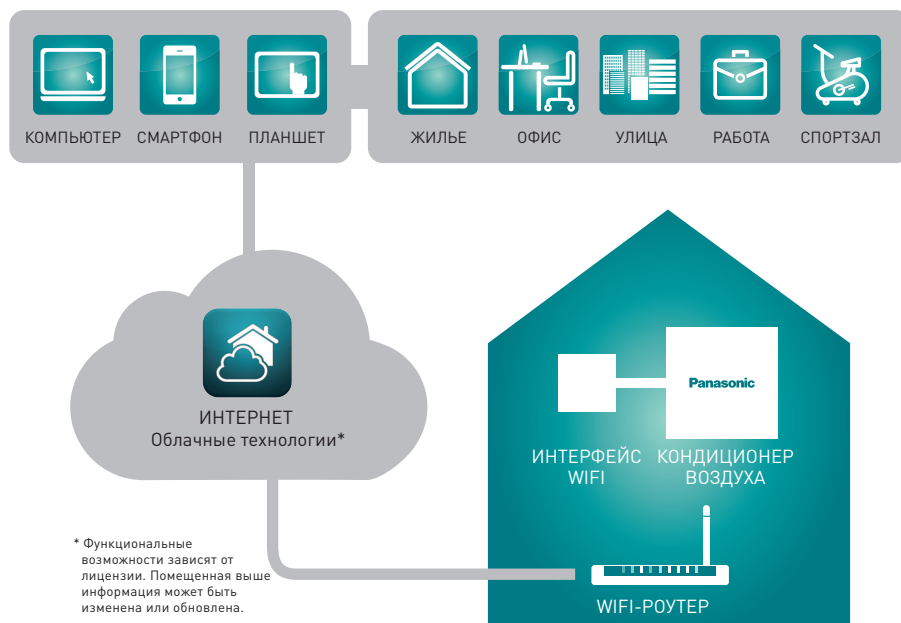 КОМПЬЮТЕР
СМАРТФОН
ПЛАНШЕТ
ЖИЛЬЕ
ОФИС
УЛИЦА
РАБОТА
СПОРТЗАЛ
ИНТЕРНЕТ
Облачные технологии*
Panasonic
ИНТЕРФЕЙС
WIFI
КОНДИЦИОНЕР
ВОЗДУХА
WIFI-РОУТЕР
* Функциональные
возможности зависят от
лицензии. Помещенная выше
информация может быть
изменена или обновлена.